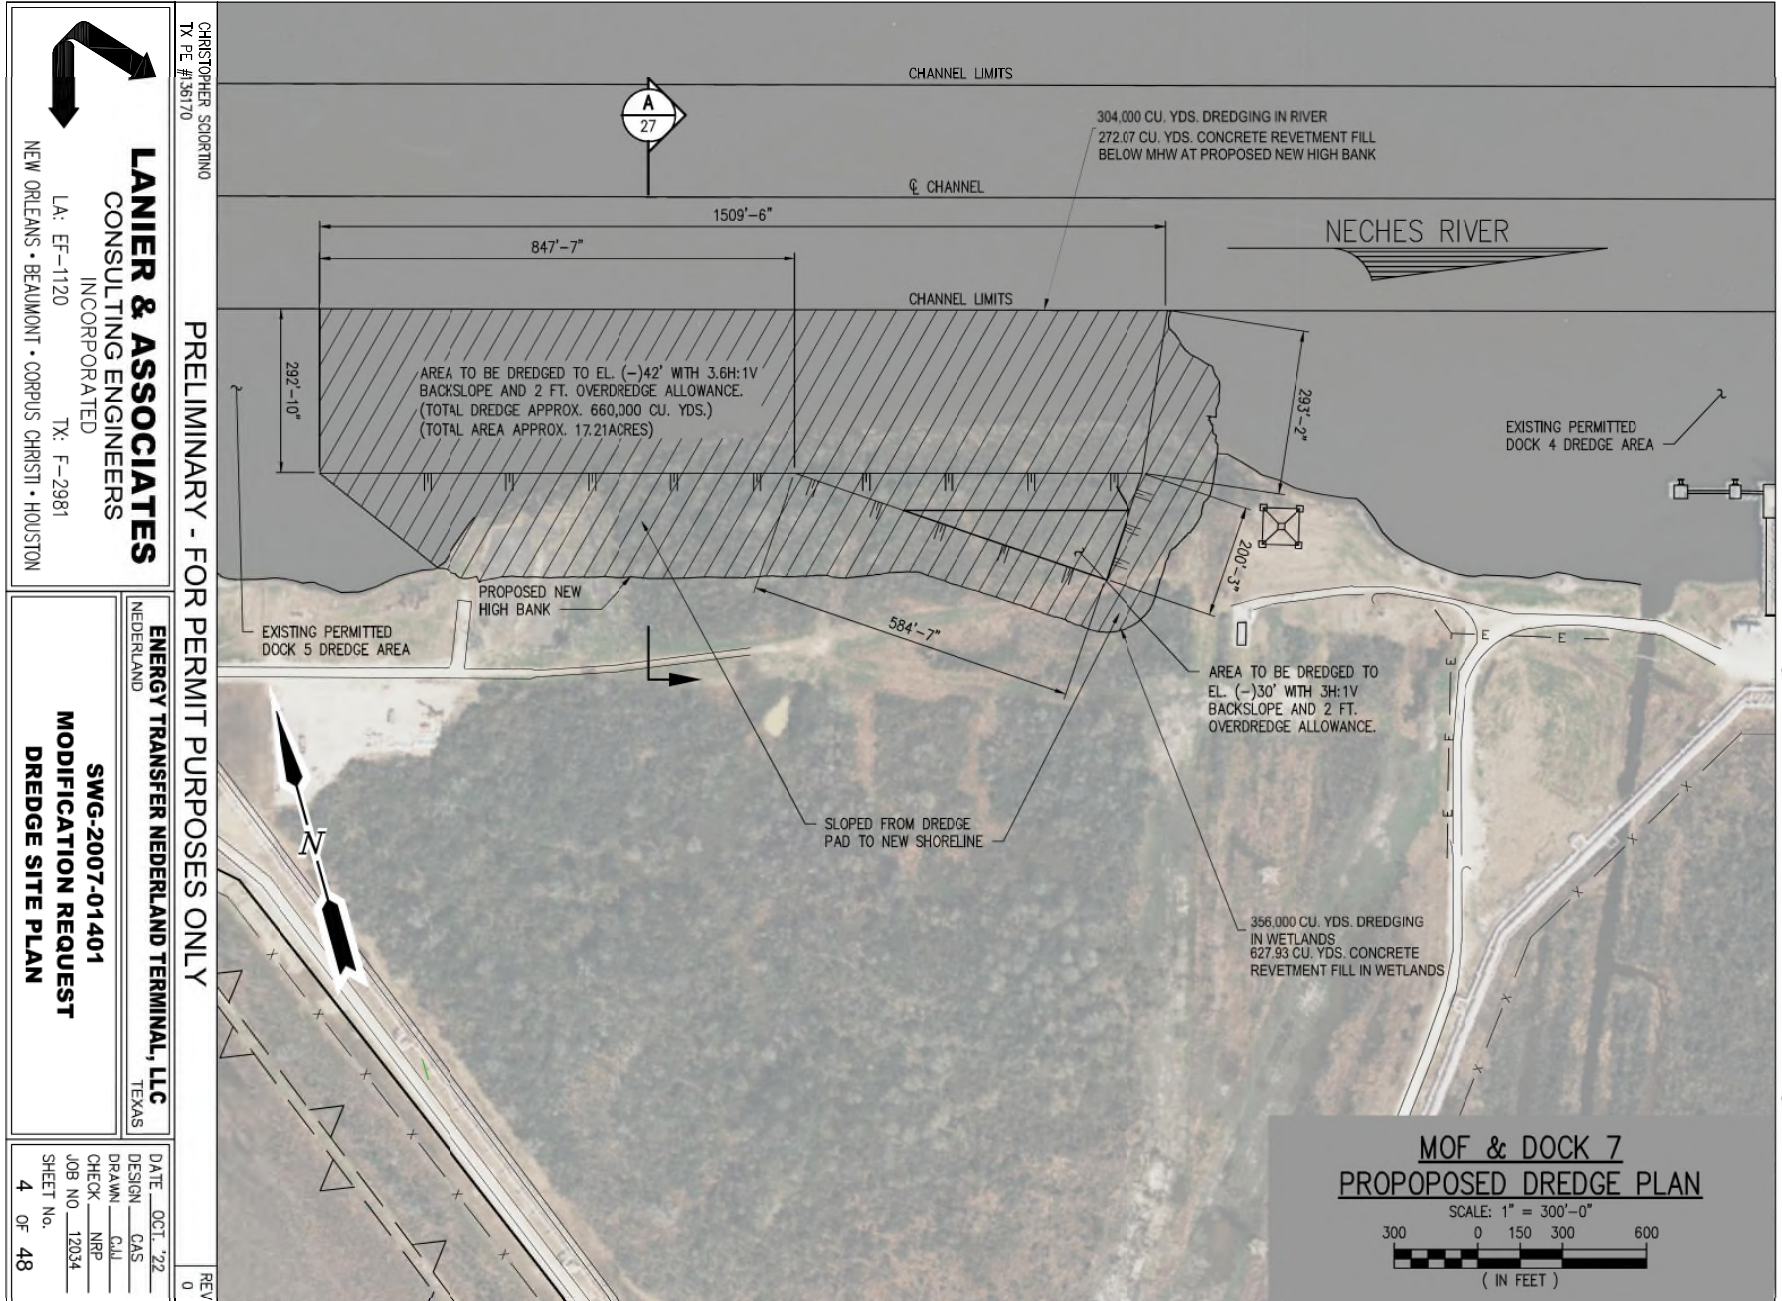 CHRISTOPHER SCIORTINO
TX PE #136170
PRELIMINARY - FOR PERMIT PURPOSES ONLY
REV
0
LANIER & ASSOCIATES
CONSULTING ENGINEERS
INCORPORATED
LA: EF-1120 TX: F-2981
NEW ORLEANS • BEAUMONT • CORPUS CHRISTI • HOUSTON
ENERGY TRANSFER NEDERLAND TERMINAL, LLC
NEDERLAND TEXAS
SWG-2007-01401
MODIFICATION REQUEST
DREDGE SITE PLAN
DATE OCT. '22
DESIGN CAS
DRAWN CJJ
CHECK NRP
JOB NO 12034
SHEET No.
4 OF 48
CHANNEL LIMITS
A
27
304,000 CU. YDS. DREDGING IN RIVER
272.07 CU. YDS. CONCRETE REVETMENT FILL
BELOW MHW AT PROPOSED NEW HIGH BANK
℄ CHANNEL
1509'-6"
NECHES RIVER
847'-7"
CHANNEL LIMITS
292'-10"
AREA TO BE DREDGED TO EL. (-)42' WITH 3.6H:1V
BACKSLOPE AND 2 FT. OVERDREDGE ALLOWANCE.
(TOTAL DREDGE APPROX. 660,000 CU. YDS.)
(TOTAL AREA APPROX. 17.21ACRES)
293'-2"
EXISTING PERMITTED
DOCK 4 DREDGE AREA
200'-3"
PROPOSED NEW
HIGH BANK
584'-7"
EXISTING PERMITTED
DOCK 5 DREDGE AREA
AREA TO BE DREDGED TO
EL. (-)30' WITH 3H:1V
BACKSLOPE AND 2 FT.
OVERDREDGE ALLOWANCE.
E
E
E
E
E
E
SLOPED FROM DREDGE
PAD TO NEW SHORELINE
N
356,000 CU. YDS. DREDGING
IN WETLANDS
627.93 CU. YDS. CONCRETE
REVETMENT FILL IN WETLANDS
MOF & DOCK 7
PROPOPOSED DREDGE PLAN
SCALE: 1" = 300'-0"
300 0 150 300 600
( IN FEET )